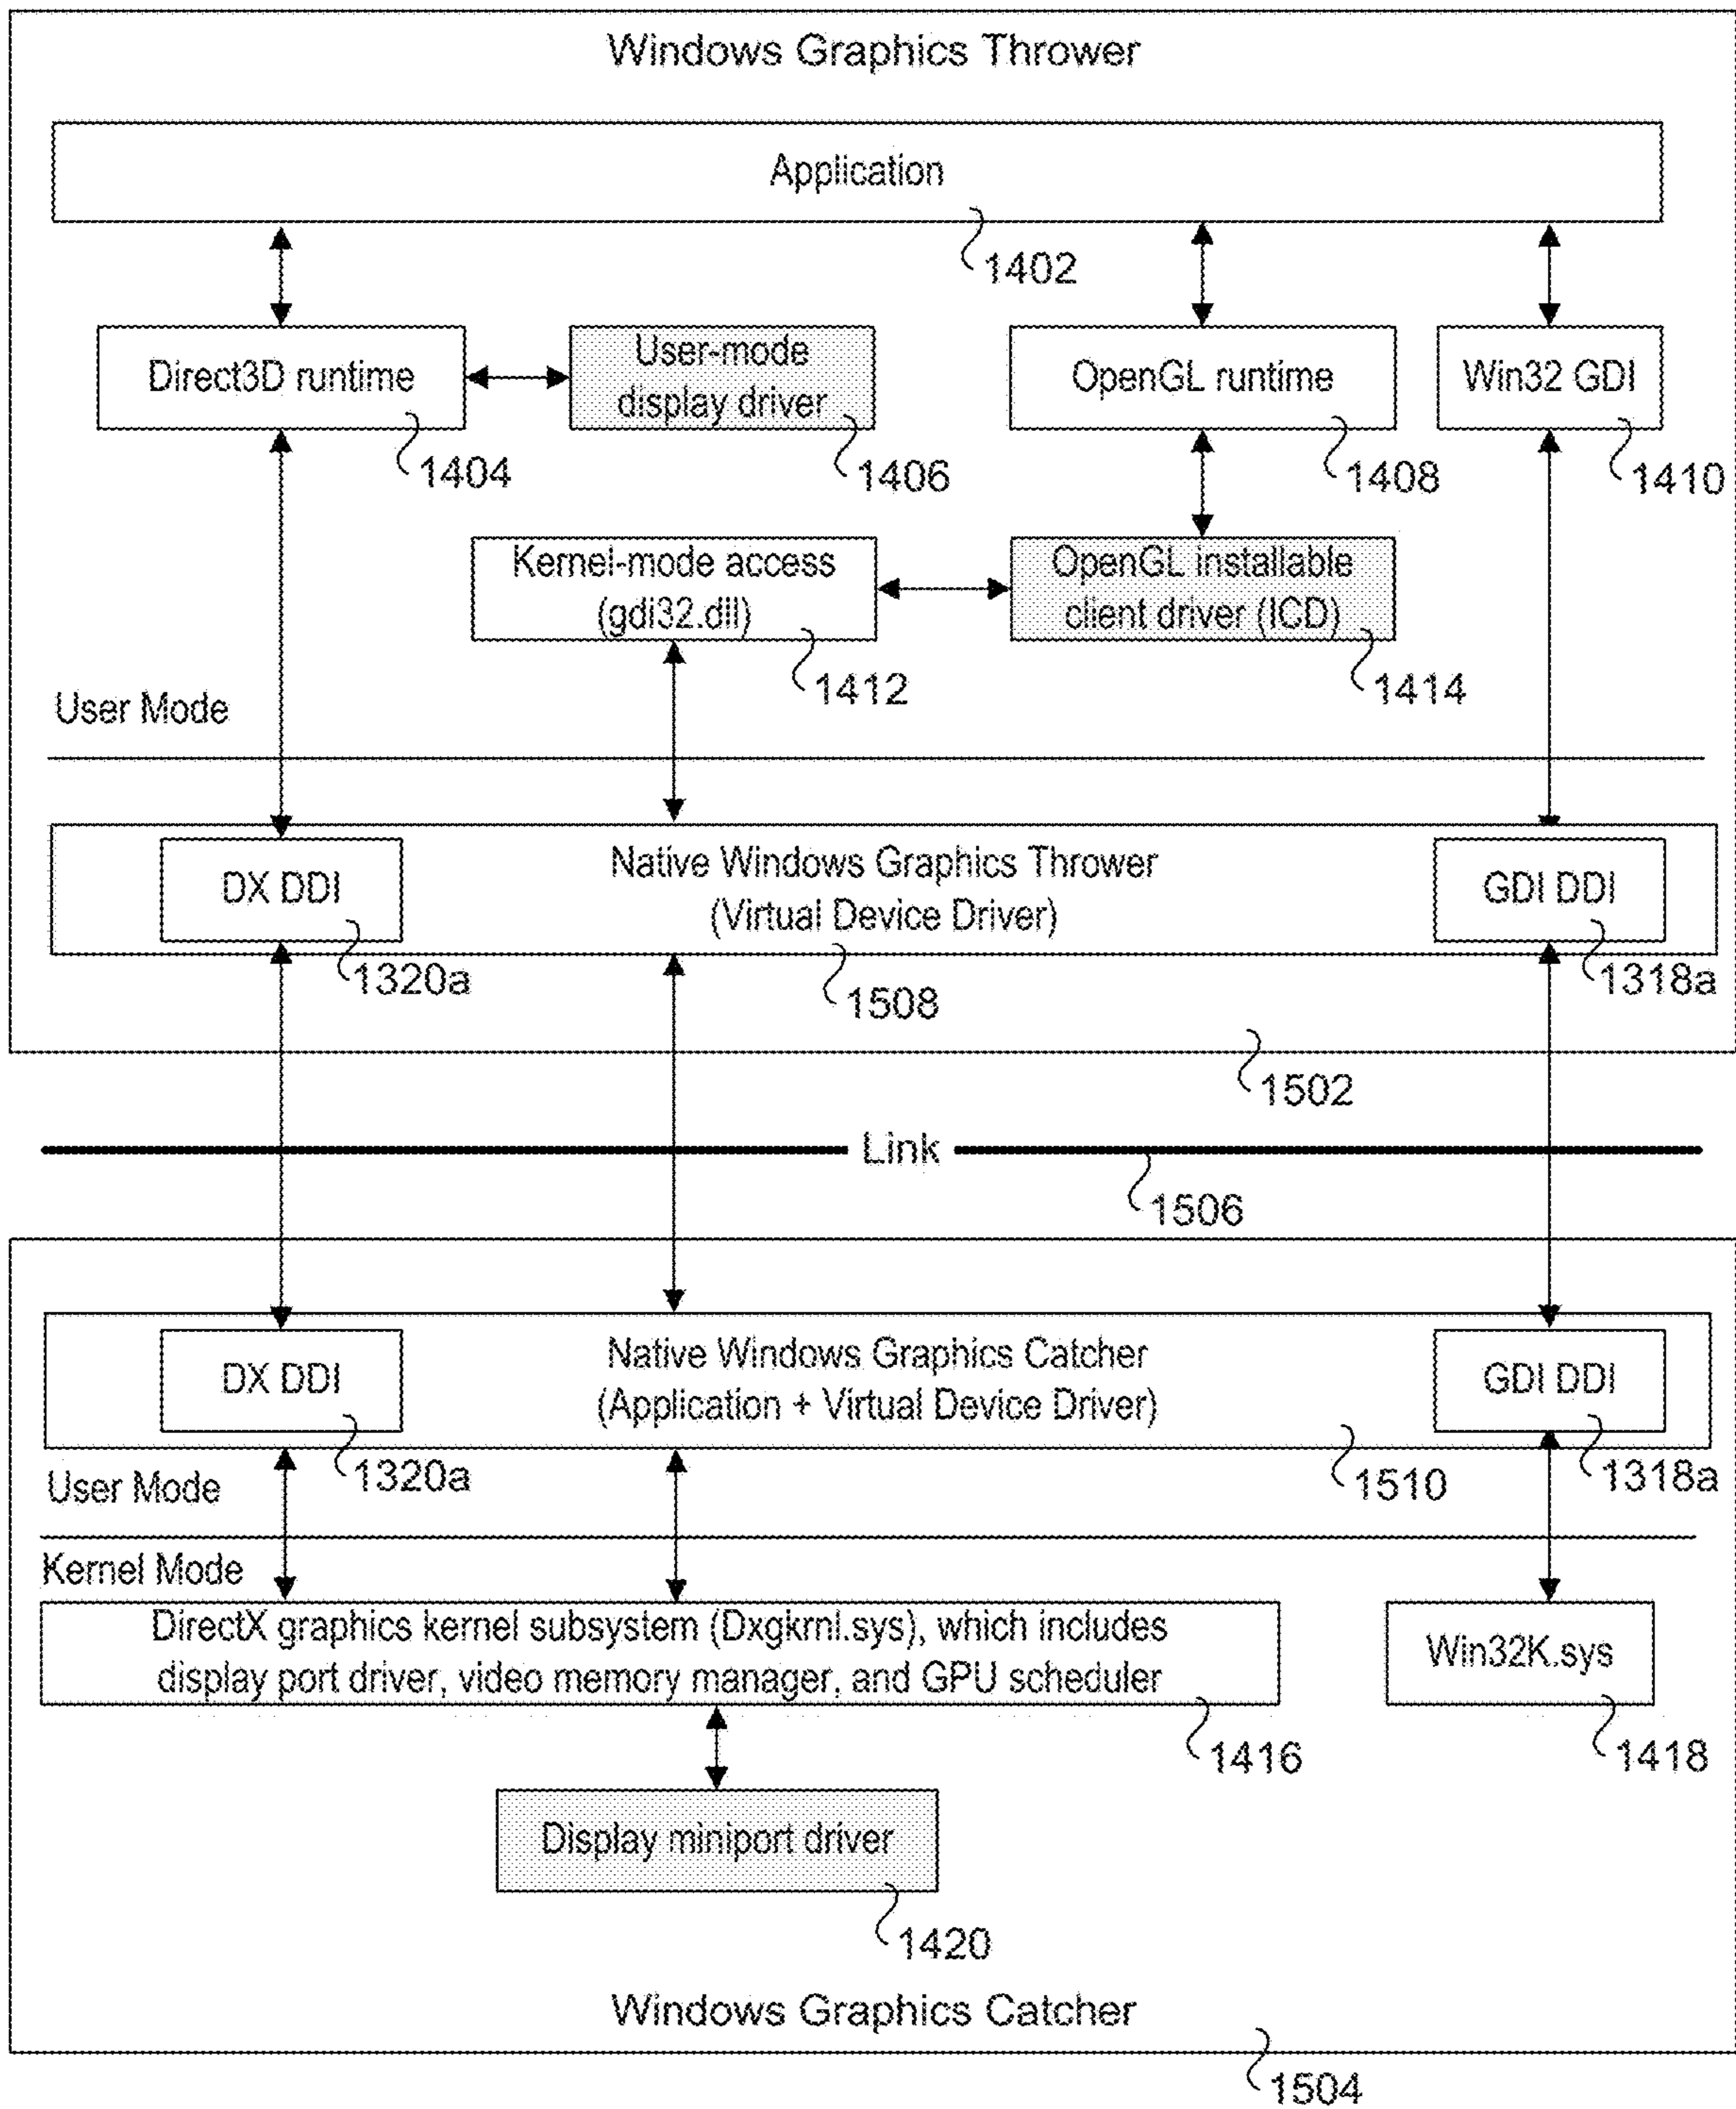 Windows Graphics Thrower
Application
1402
Direct3D runtime
1404
User-mode
display driver
1406
OpenGL runtime
1408
Win32 GDI
1410
Kernel-mode access
(gdi32.dll)
1412
OpenGL installable
client driver (ICD)
1414
User Mode
DX DDI
1320a
Native Windows Graphics Thrower
(Virtual Device Driver)
1508
GDI DDI
1318a
1502
Link
1506
DX DDI
1320a
Native Windows Graphics Catcher
(Application + Virtual Device Driver)
1510
GDI DDI
1318a
User Mode
Kernel Mode
DirectX graphics kernel subsystem (Dxgkrnl.sys), which includes
display port driver, video memory manager, and GPU scheduler
1416
Win32K.sys
1418
Display miniport driver
1420
Windows Graphics Catcher
1504